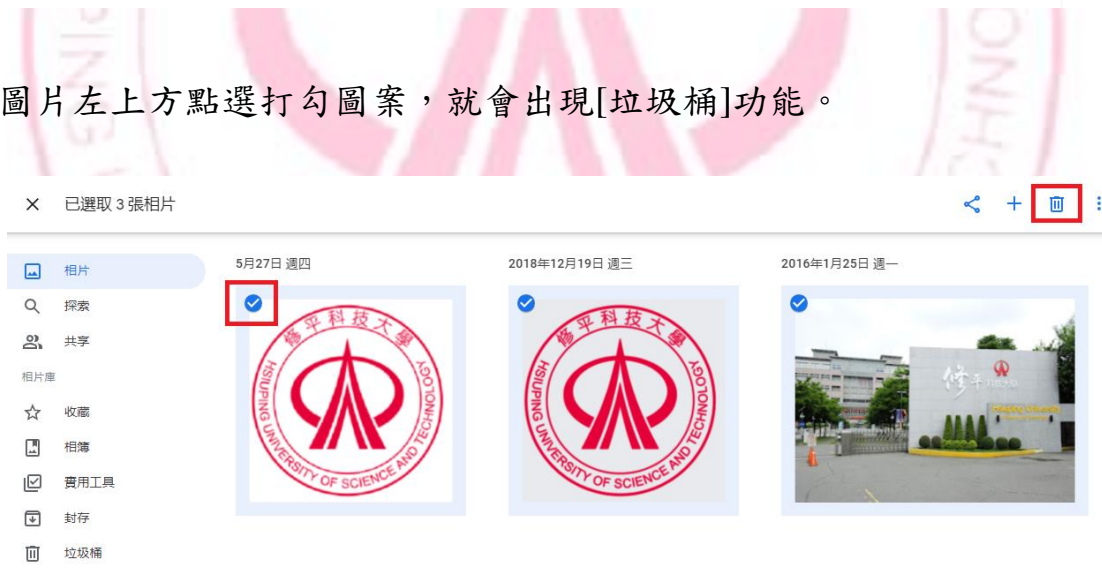 圖片左上方點選打勾圖案，就會出現[垃圾桶]功能。
已選取 3 張相片
相片
探索
共享
相片庫
收藏
相簿
實用工具
封存
垃圾桶
5月27日 週四
2018年12月19日 週三
2016年1月25日 週一
修平科技大學
HSIUPING UNIVERSITY OF SCIENCE AND TECHNOLOGY
修平科技大學
HSIUPING UNIVERSITY OF SCIENCE AND TECHNOLOGY
修平